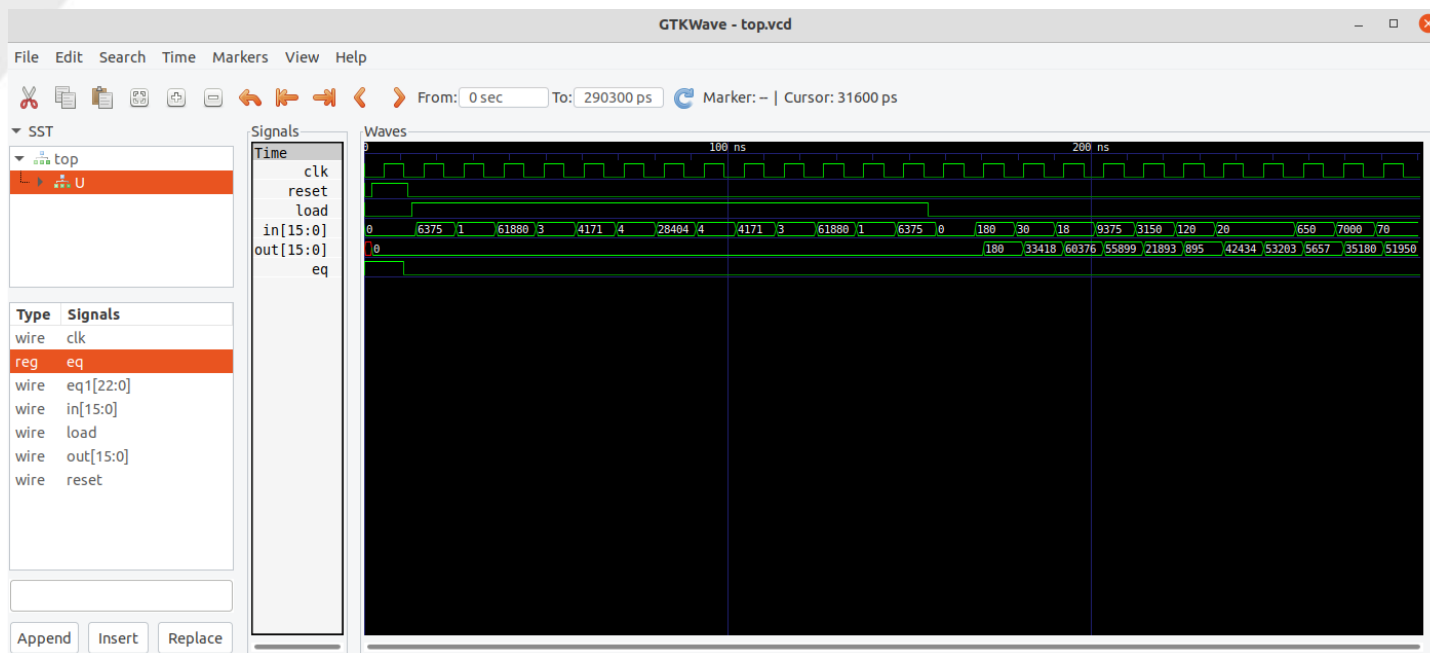 GTKWave - top.vcd
File Edit Search Time Markers View Help
From: 0 sec To: 290300 ps Marker: -- | Cursor: 31600 ps
SST
top
U
Type Signals
wire clk
reg eq
wire eq1[22:0]
wire in[15:0]
wire load
wire out[15:0]
wire reset
Append Insert Replace
Signals
Time
clk
reset
load
in[15:0]
out[15:0]
eq
Waves
0 100 ns 200 ns
0 6375 1 61880 3 4171 4 28404 4 4171 3 61880 1 6375 0 180 30 18 9375 3150 120 20 650 7000 70
0 180 33418 60376 55899 21893 895 42434 53203 5657 35180 51950